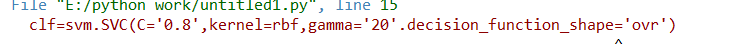 File "E:/python work/untitled1.py", line 15
clf=svm.SVC(C='0.8',kernel=rbf,gamma='20'.decision_function_shape='ovr')
^